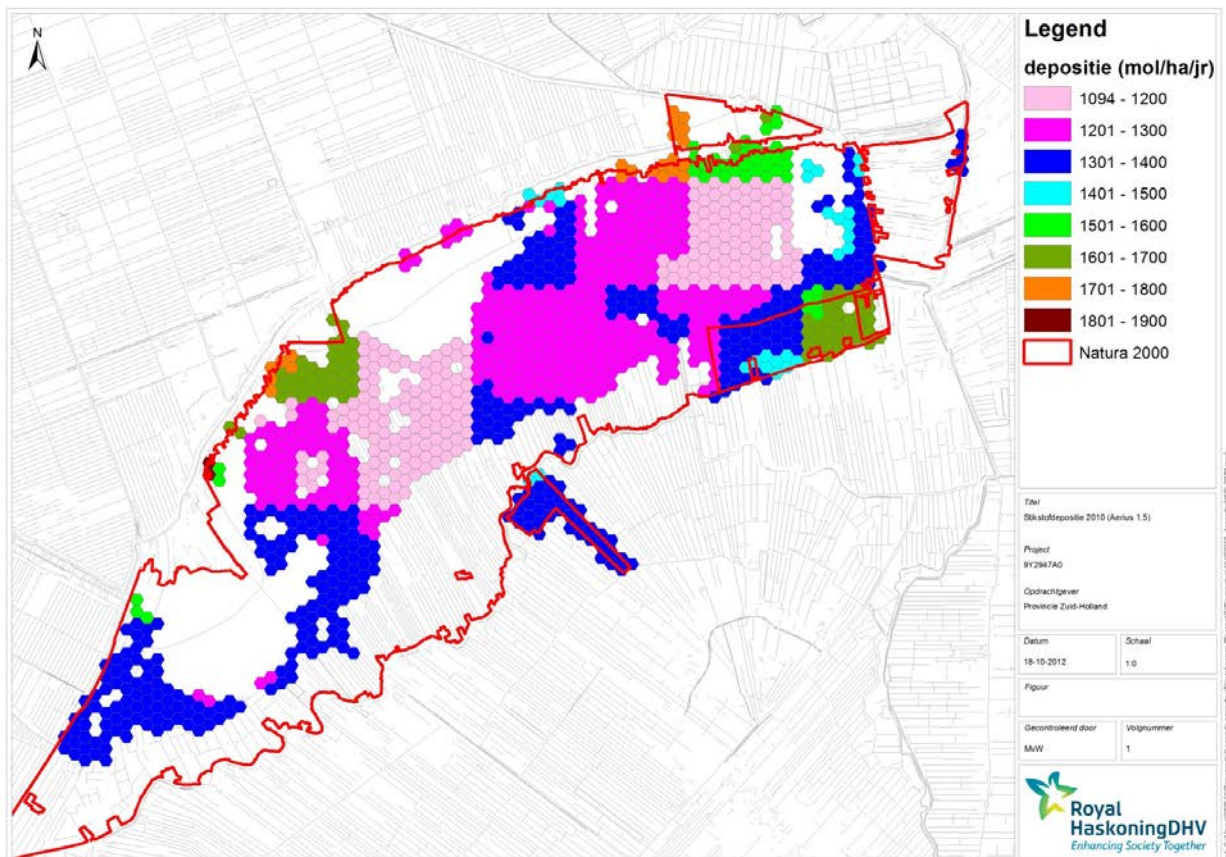 N
Legend
depositie (mol/ha/jr)
1094 - 1200
1201 - 1300
1301 - 1400
1401 - 1500
1501 - 1600
1601 - 1700
1701 - 1800
1801 - 1900
Natura 2000
Titel
Stikstofdepositie 2010 (Aerius 1.5)
Project
9Y2947A0
Opdrachtgever
Provincie Zuid-Holland
Datum
Schaal
18-10-2012
1:0
Figuur
Gecontroleerd door
Volgnummer
MvW
1
Royal
HaskoningDHV
Enhancing Society Together